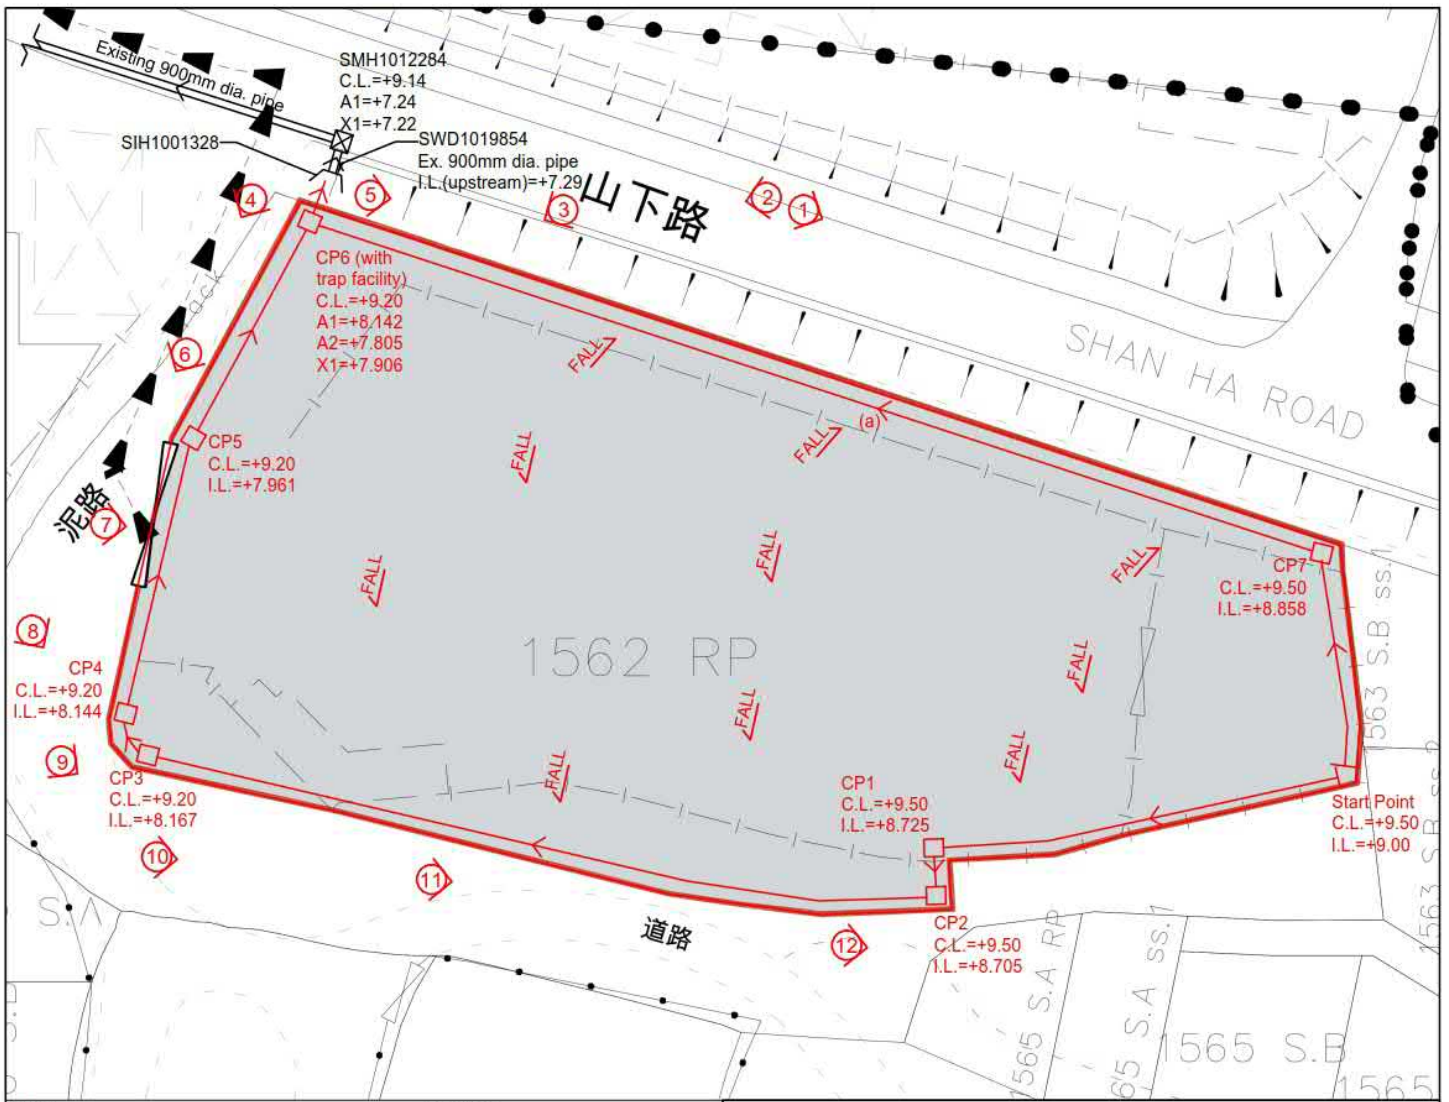 Existing 900mm dia. pipe
SMH1012284
C.L.=+9.14
A1=+7.24
X1=+7.22
SIH1001328
SWD1019854
Ex. 900mm dia. pipe
I.L.(upstream)=+7.29
4
5
3
2
1
山下路
CP6 (with
trap facility)
C.L.=+9.20
A1=+8.142
A2=+7.805
X1=+7.906
6
SHAN HA ROAD
FALL
(a)
FALL
FALL
CP5
C.L.=+9.20
I.L.=+7.961
泥路
7
FALL
FALL
FALL
CP7
C.L.=+9.50
I.L.=+8.858
1563 S.B ss.1
8
1562 RP
FALL
CP4
C.L.=+9.20
I.L.=+8.144
FALL
FALL
9
FALL
CP3
C.L.=+9.20
I.L.=+8.167
CP1
C.L.=+9.50
I.L.=+8.725
Start Point
C.L.=+9.50
I.L.=+9.00
10
11
道路
12
CP2
C.L.=+9.50
I.L.=+8.705
1565 S.A RP
S.A ss.1
1565 S.B
1565